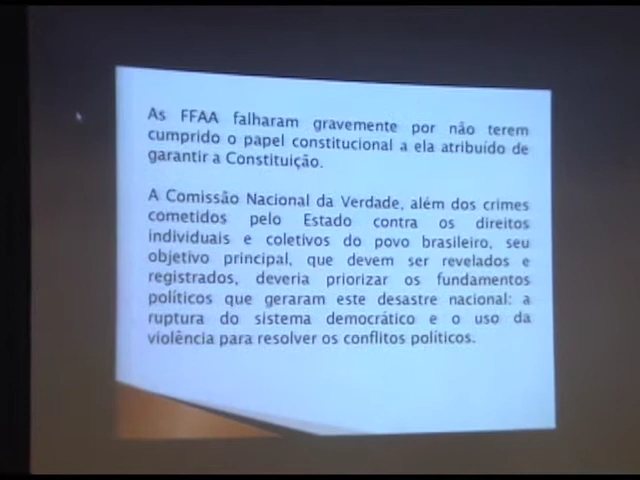 As FFAA falharam gravemente por não terem
cumprido o papel constitucional a ela atribuído de
garantir a Constituição.
A Comissão Nacional da Verdade, além dos crimes
cometidos pelo Estado contra os direitos
individuais e coletivos do povo brasileiro, seu
objetivo principal, que devem ser revelados e
registrados, deveria priorizar os fundamentos
políticos que geraram este desastre nacional: a
ruptura do sistema democrático e o uso da
violência para resolver os conflitos políticos.